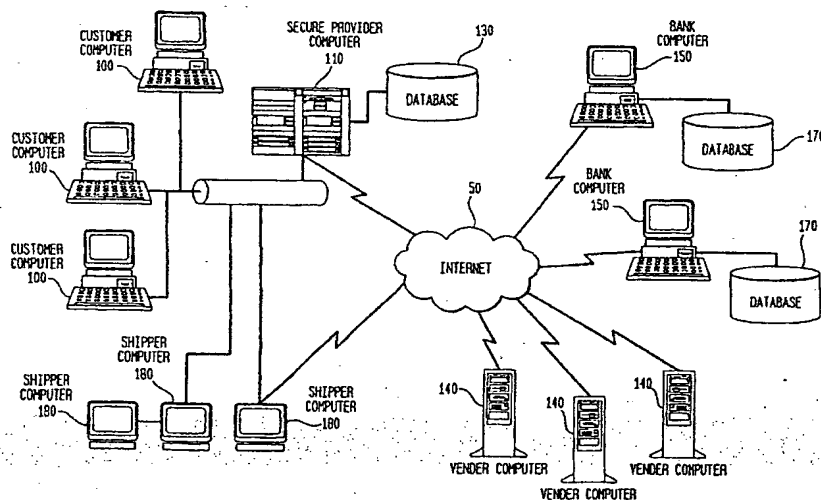 CUSTOMER
COMPUTER
100
SECURE PROVIDER
COMPUTER
110
130
DATABASE
BANK
COMPUTER
150
DATABASE
170
CUSTOMER
COMPUTER
100
50
INTERNET
BANK
COMPUTER
150
170
DATABASE
CUSTOMER
COMPUTER
100
SHIPPER
COMPUTER
180
SHIPPER
COMPUTER
180
SHIPPER
COMPUTER
180
140
VENDER COMPUTER
140
VENDER COMPUTER
140
VENDER COMPUTER